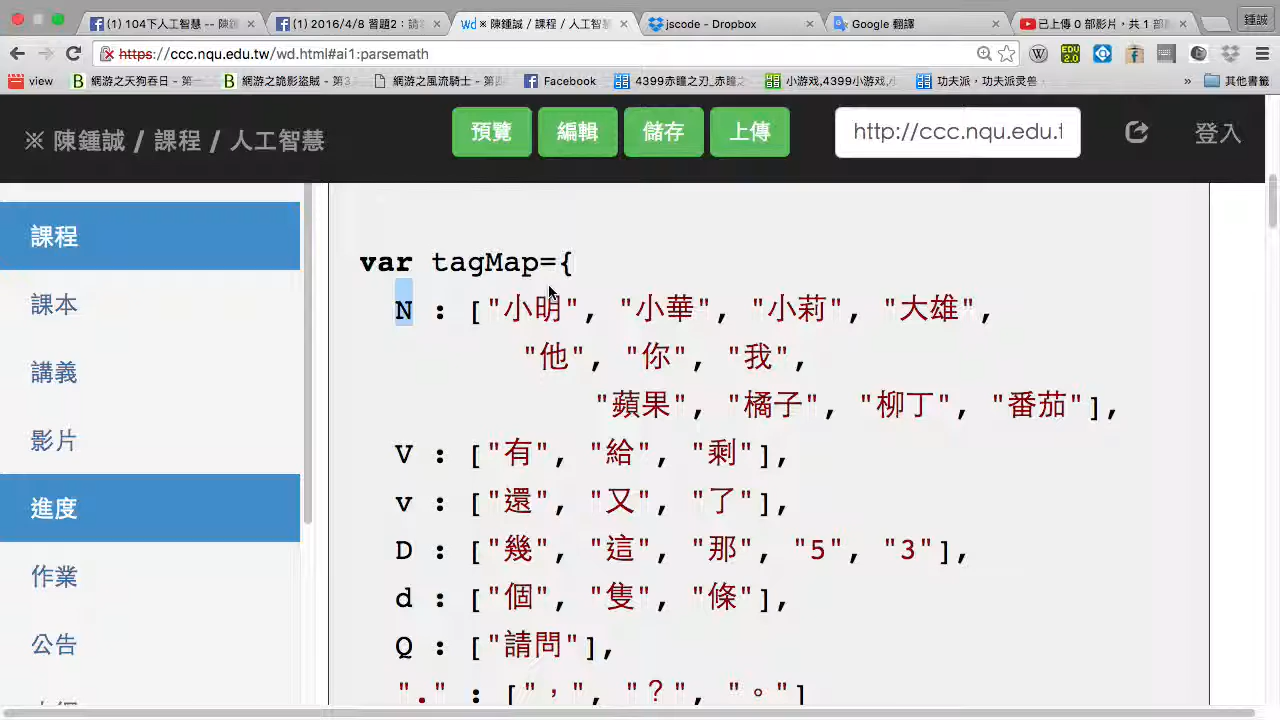 (1) 104下人工智慧 -- 陳鍾
(1) 2016/4/8 習題2：請
※ 陳鍾誠 / 課程 / 人工智
jscode - Dropbox
Google 翻譯
已上傳 0 部影片，共 1 部
鍾誠
https://ccc.nqu.edu.tw/wd.html#ai1:parsemath
view
網游之天狗春日 - 第一
網游之詭影盜賊 - 第3
網游之風流騎士 - 第四
Facebook
4399赤瞳之刃_赤瞳之
小游戏,4399小游戏,小
功夫派，功夫派灵兽
»
其他書籤
※ 陳鍾誠 / 課程 / 人工智慧
預覽
編輯
儲存
上傳
http://ccc.nqu.edu.t
登入
課程
課本
講義
影片
進度
作業
公告
var tagMap={
N : ["小明", "小華", "小莉", "大雄",
"他", "你", "我",
"蘋果", "橘子", "柳丁", "番茄"],
V : ["有", "給", "剩"],
v : ["還", "又", "了"],
D : ["幾", "這", "那", "5", "3"],
d : ["個", "隻", "條"],
Q : ["請問"],
"." : ["，", "？", "。"]